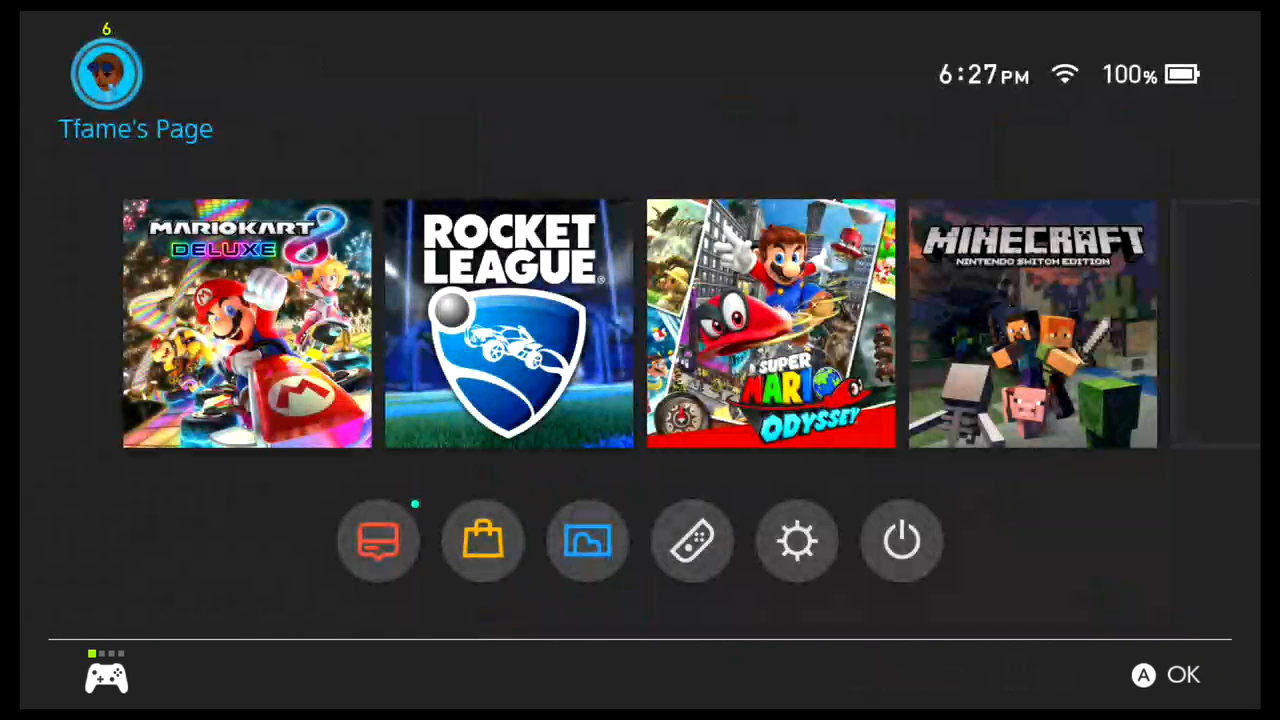 6
Tfame's Page
6:27PM
100%
MARIOKART 8
DELUXE
ROCKET
LEAGUE
®
SUPER
MARIO
ODYSSEY
MINECRAFT
NINTENDO SWITCH EDITION
A OK